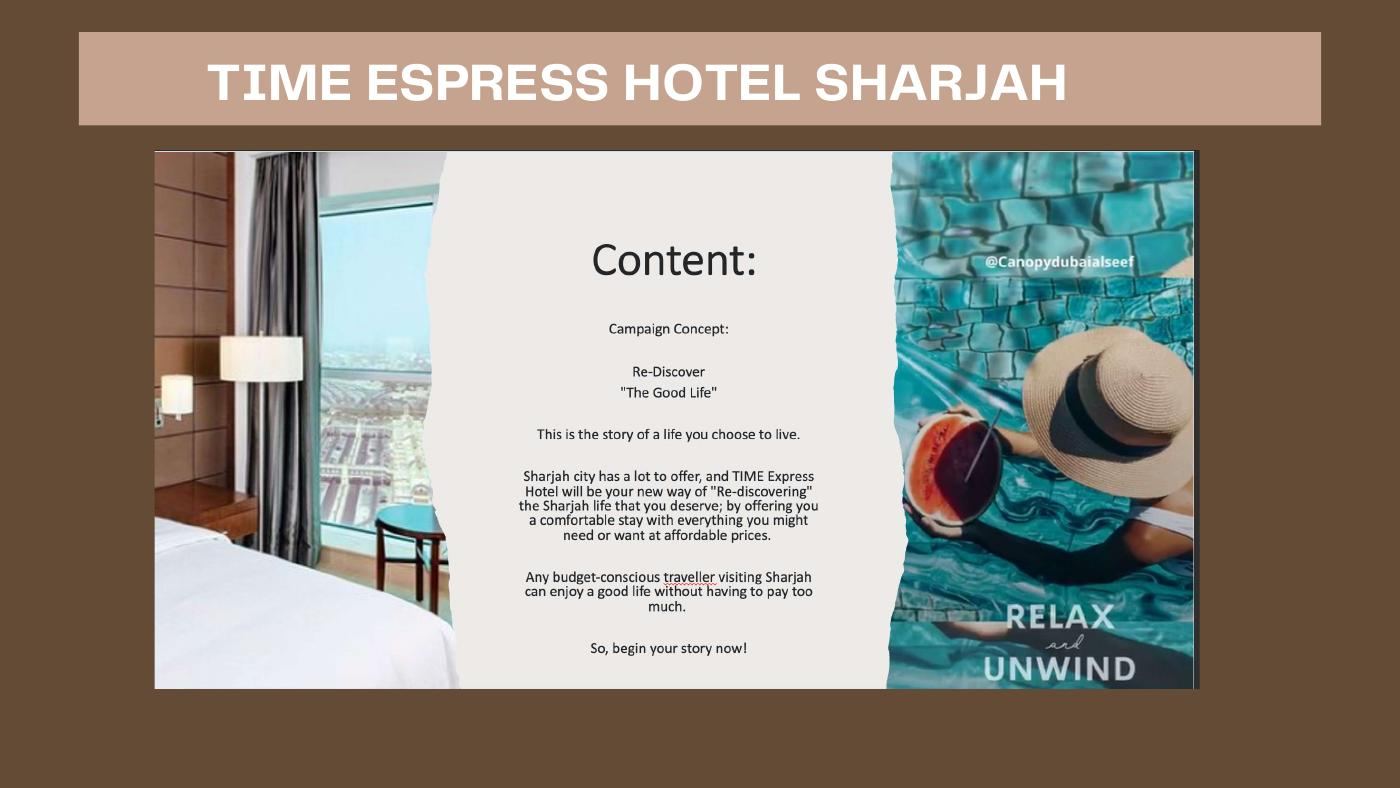 TIME ESPRESS HOTEL SHARJAH
Content:
Campaign Concept:
Re-Discover
"The Good Life"
This is the story of a life you choose to live.
Sharjah city has a lot to offer, and TIME Express
Hotel will be your new way of "Re-discovering"
the Sharjah life that you deserve; by offering you
a comfortable stay with everything you might
need or want at affordable prices.
Any budget-conscious traveller visiting Sharjah
can enjoy a good life without having to pay too
much.
So, begin your story now!
@Canopydubaialseef
RELAX
and
UNWIND